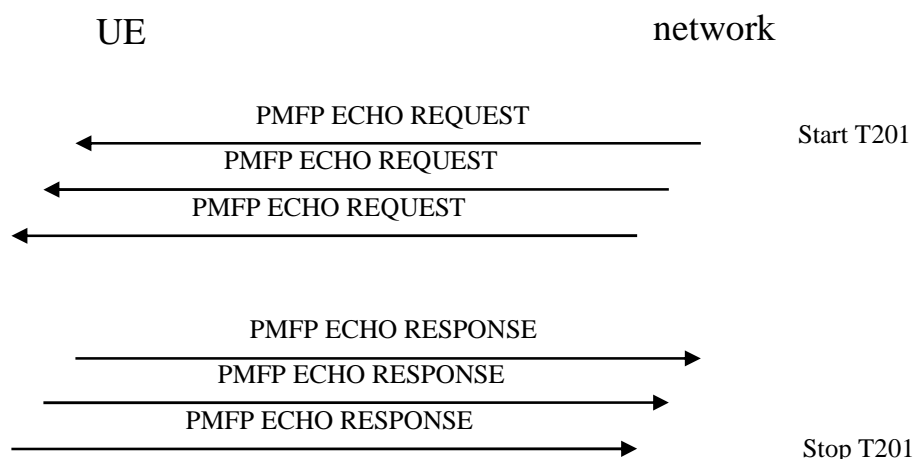 UE
network
PMFP ECHO REQUEST
Start T201
PMFP ECHO REQUEST
PMFP ECHO REQUEST
PMFP ECHO RESPONSE
PMFP ECHO RESPONSE
PMFP ECHO RESPONSE
Stop T201